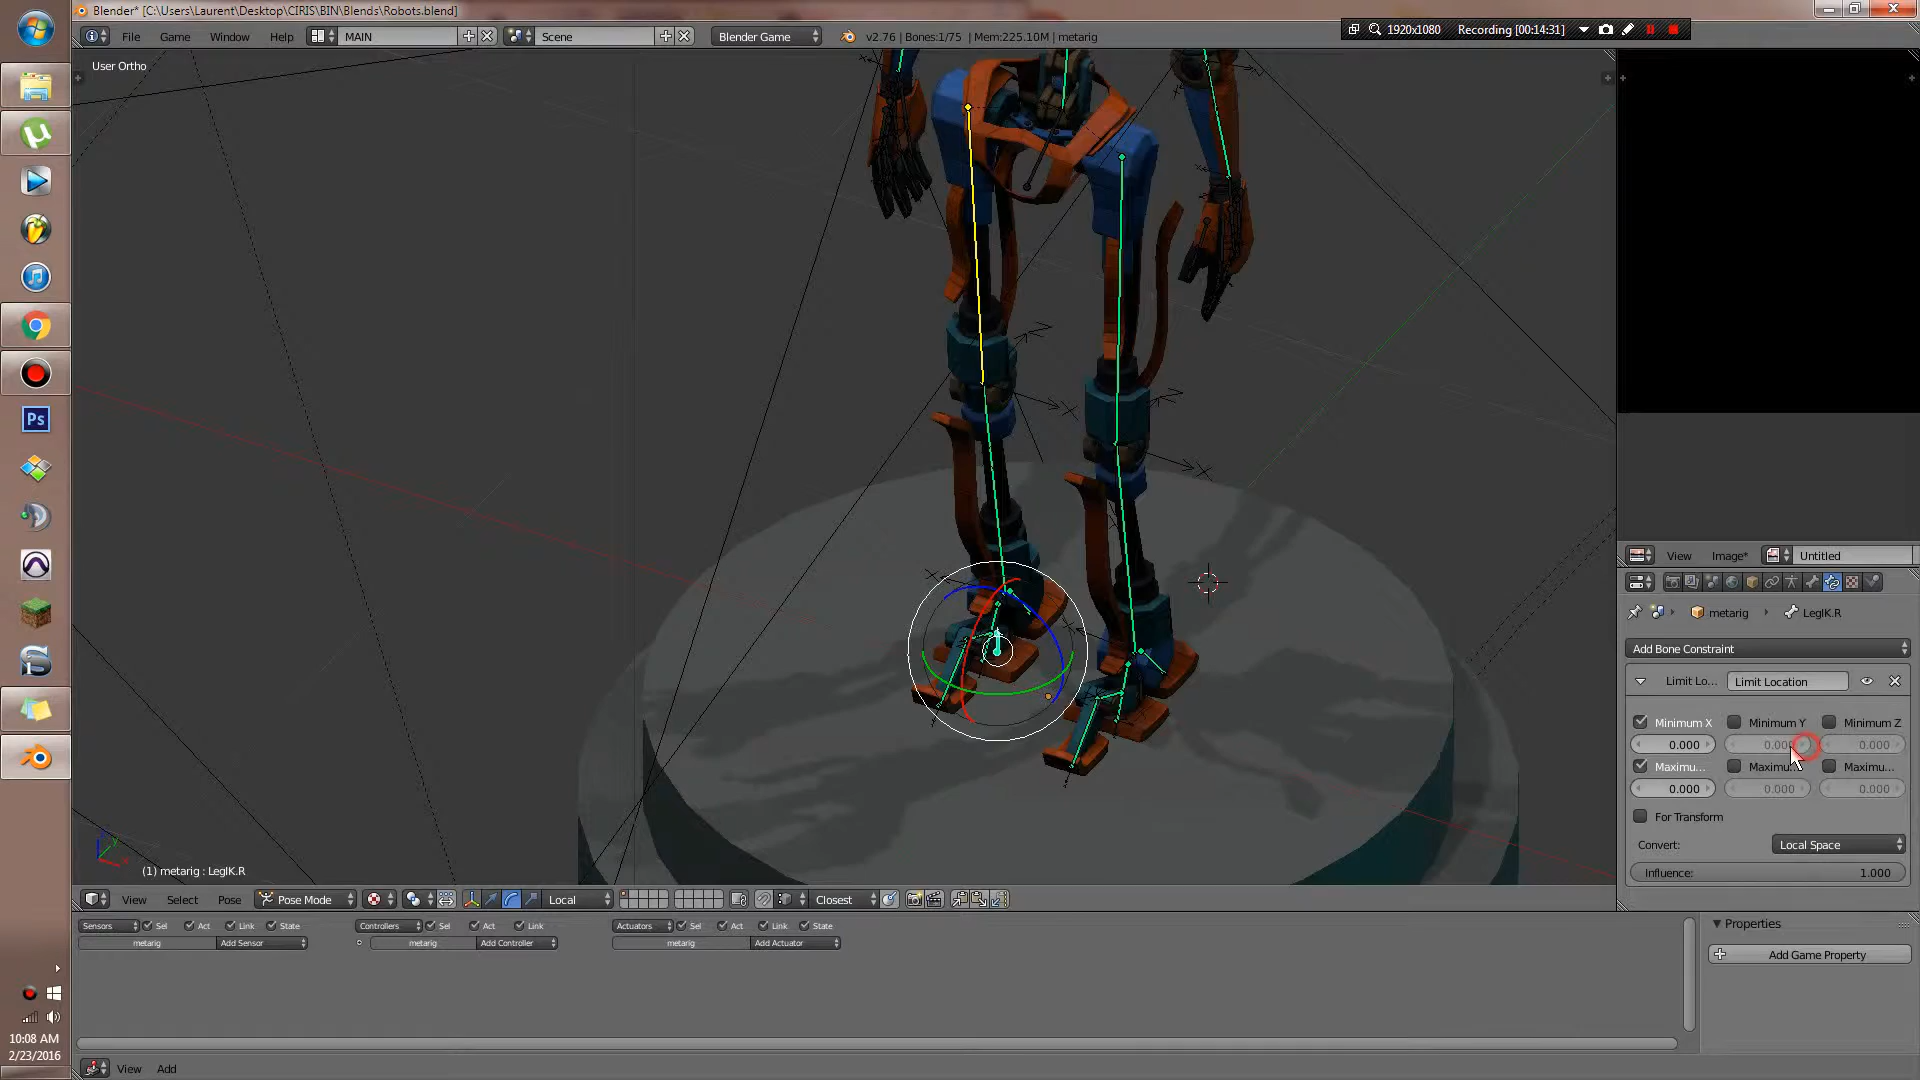 Blender* [C:\Users\Laurent\Desktop\CIRIS\BIN\Blends\Robots.blend]
File Game Window Help MAIN Scene Blender Game v2.76 | Bones:1/75 | Mem:225.10M | metarig
1920x1080 Recording [00:14:31]
User Ortho
Ps
(1) metarig : LegIK.R
View Select Pose Pose Mode Local Closest
View Image* Untitled
metarig LegIK.R
Add Bone Constraint
Limit Lo... Limit Location
Minimum X Minimum Y Minimum Z
0.000 0.000 0.000
Maximu... Maximu... Maximu...
0.000 0.000 0.000
For Transform
Convert: Local Space
Influence: 1.000
Sensors Sel Act Link State Controllers Sel Act Link Actuators Sel Act Link State
metarig Add Sensor metarig Add Controller metarig Add Actuator
Properties
Add Game Property
10:08 AM
2/23/2016
View Add